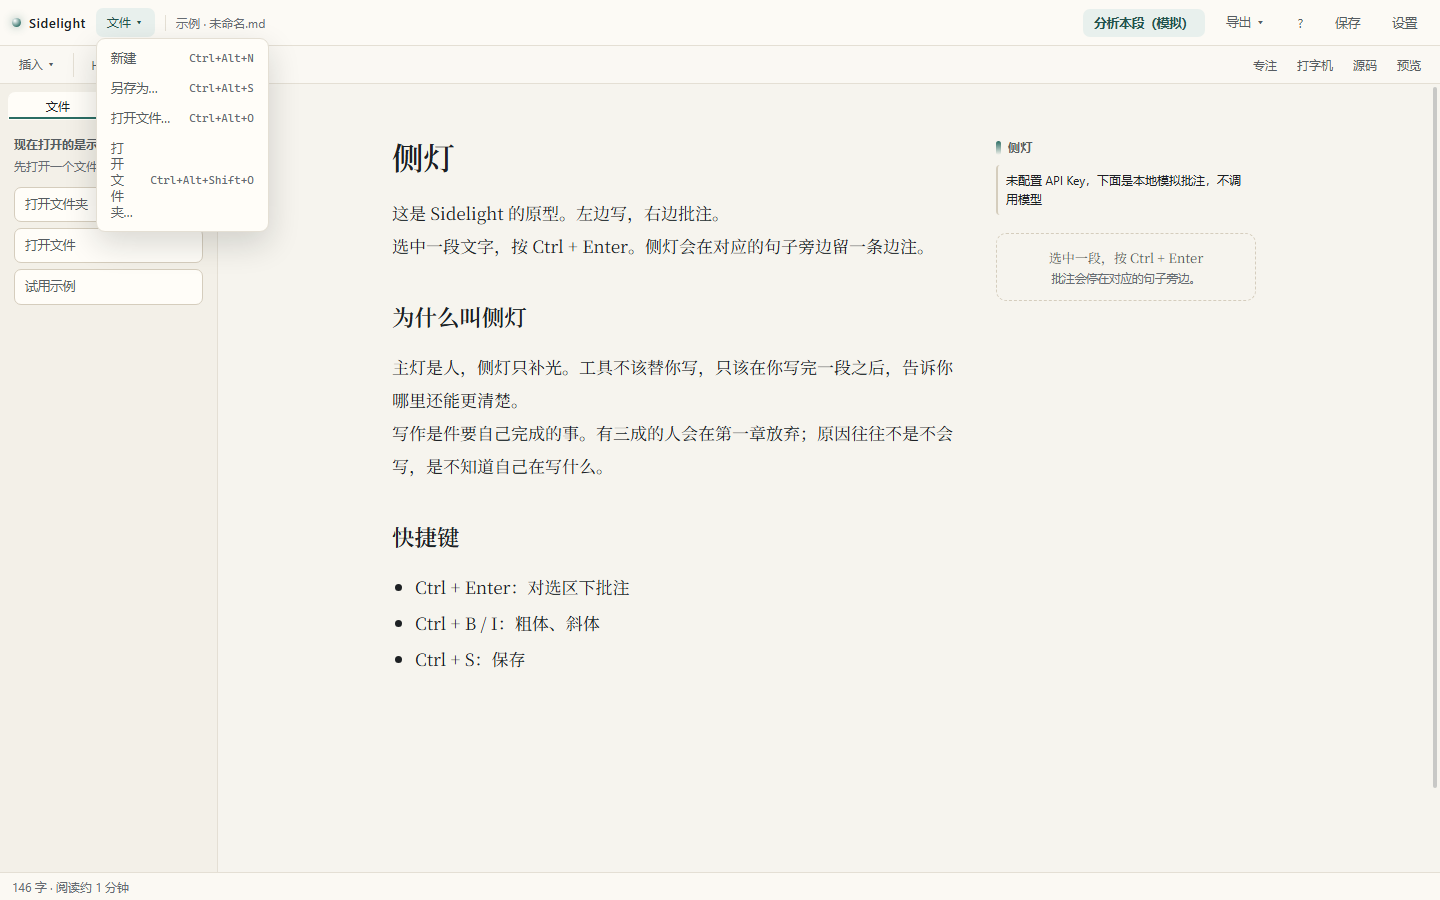 Sidelight 文件 ▾ 示例 · 未命名.md 分析本段（模拟） 导出 ▾ ? 保存 设置
插入 ▾ 专注 打字机 源码 预览
新建 Ctrl+Alt+N
另存为... Ctrl+Alt+S
打开文件... Ctrl+Alt+O
打
开
文
件
夹...
Ctrl+Alt+Shift+O
文件
现在打开的是示
先打开一个文件
打开文件夹
打开文件
试用示例
侧灯
这是 Sidelight 的原型。左边写，右边批注。
选中一段文字，按 Ctrl + Enter。侧灯会在对应的句子旁边留一条边注。
为什么叫侧灯
主灯是人，侧灯只补光。工具不该替你写，只该在你写完一段之后，告诉你
哪里还能更清楚。
写作是件要自己完成的事。有三成的人会在第一章放弃；原因往往不是不会
写，是不知道自己在写什么。
快捷键
• Ctrl + Enter：对选区下批注
• Ctrl + B / I：粗体、斜体
• Ctrl + S：保存
侧灯
未配置 API Key，下面是本地模拟批注，不调
用模型
选中一段，按 Ctrl + Enter
批注会停在对应的句子旁边。
146 字 · 阅读约 1 分钟